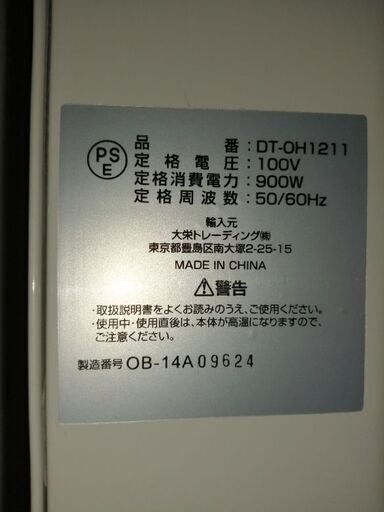 PS
E
品番:DT-OH1211
定格電圧:100V
定格消費電力:900W
定格周波数:50/60Hz
輸入元
大栄トレーディング㈱
東京都豊島区南大塚2-25-15
MADE IN CHINA
⚠警告
・取扱説明書をよくお読みのうえ、ご使用ください。
・使用中・使用直後は、本体が高温になりますので、
ご注意ください。
製造番号 OB-14A09624